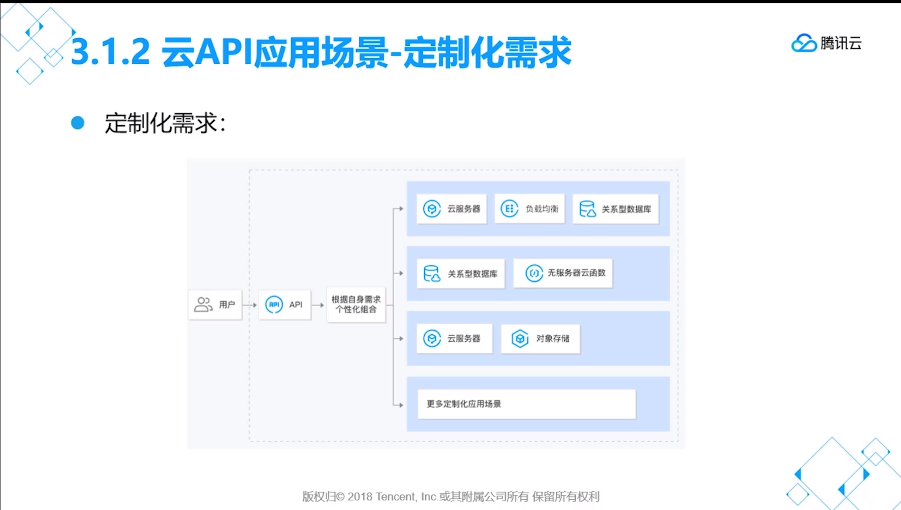 3.1.2 云API应用场景-定制化需求
腾讯云
定制化需求：
云服务器
负载均衡
关系型数据库
关系型数据库
无服务器云函数
用户
API
API
根据自身需求
个性化组合
云服务器
对象存储
更多定制化应用场景
版权归© 2018 Tencent, Inc.或其附属公司所有 保留所有权利